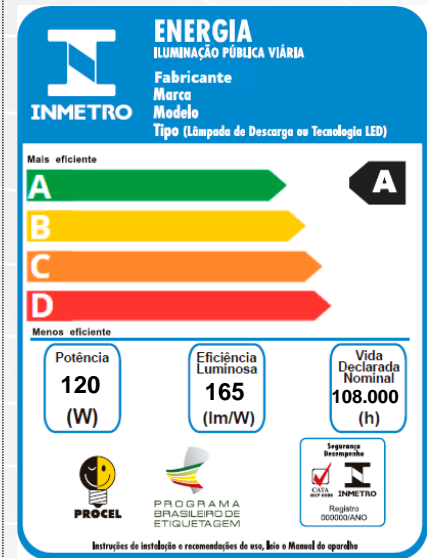 ENERGIA
ILUMINAÇÃO PÚBLICA VIÁRIA
Fabricante
Marca
Modelo
Tipo (Lâmpada de Descarga ou Tecnologia LED)
INMETRO
Mais eficiente
A
A
B
C
D
Menos eficiente
Potência
120
(W)
Eficiência
Luminosa
165
(lm/W)
Vida
Declarada
Nominal
108.000
(h)
PROCEL
PROGRAMA
BRASILEIRO DE
ETIQUETAGEM
Segurança
Desempenho
INMETRO
Registro
000000/ANO
Instruções de instalação e recomendações de uso, leia o Manual do aparelho